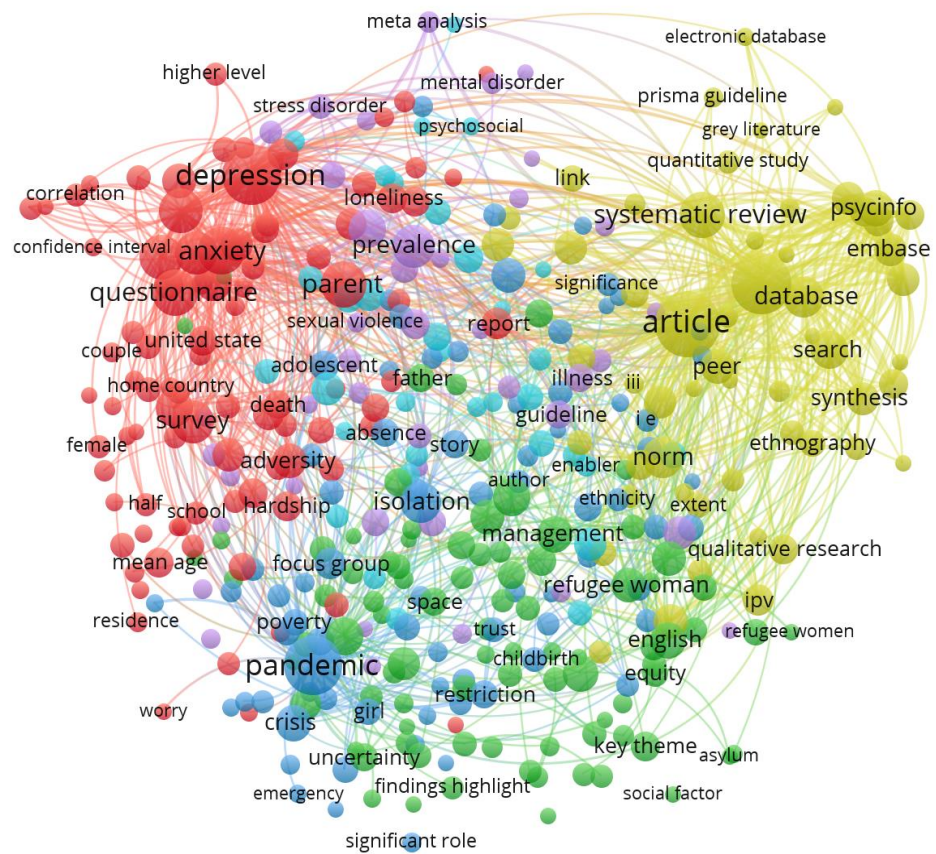 meta analysis
electronic database
higher level
mental disorder
prisma guideline
stress disorder
psychosocial
grey literature
quantitative study
depression
link
correlation
loneliness
systematic review
psycinfo
confidence interval
anxiety
prevalence
embase
questionnaire
parent
significance
database
sexual violence
report
article
united state
couple
search
adolescent
father
illness
iii
peer
home country
synthesis
death
survey
absence
story
guideline
i e
female
ethnography
adversity
enabler
norm
author
half
school
hardship
isolation
ethnicity
extent
management
qualitative research
mean age
focus group
refugee woman
space
ipv
residence
poverty
trust
english
refugee women
pandemic
childbirth
equity
restriction
worry
crisis
girl
key theme
asylum
uncertainty
emergency
findings highlight
social factor
significant role